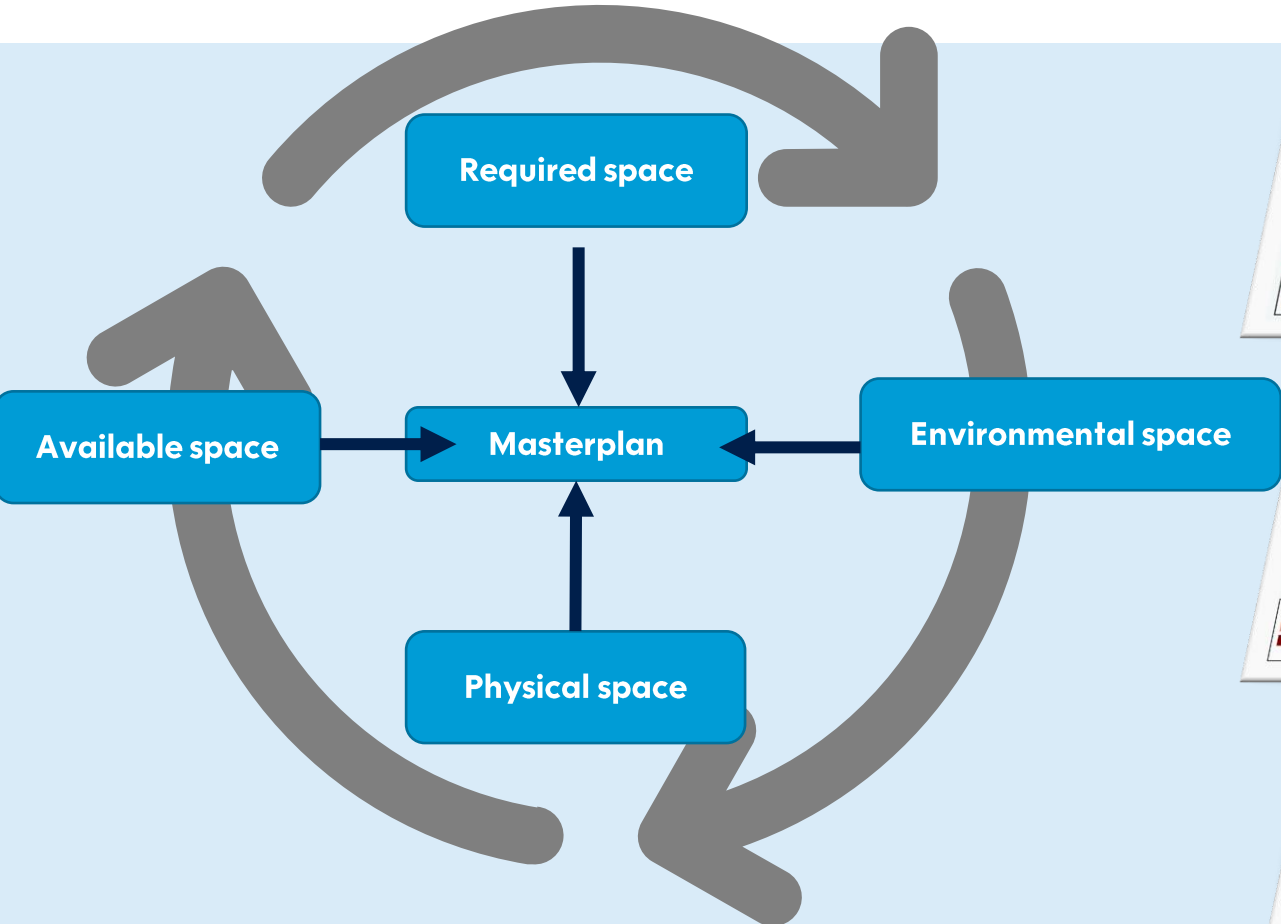 Required space
Available space
Masterplan
Environmental space
Physical space